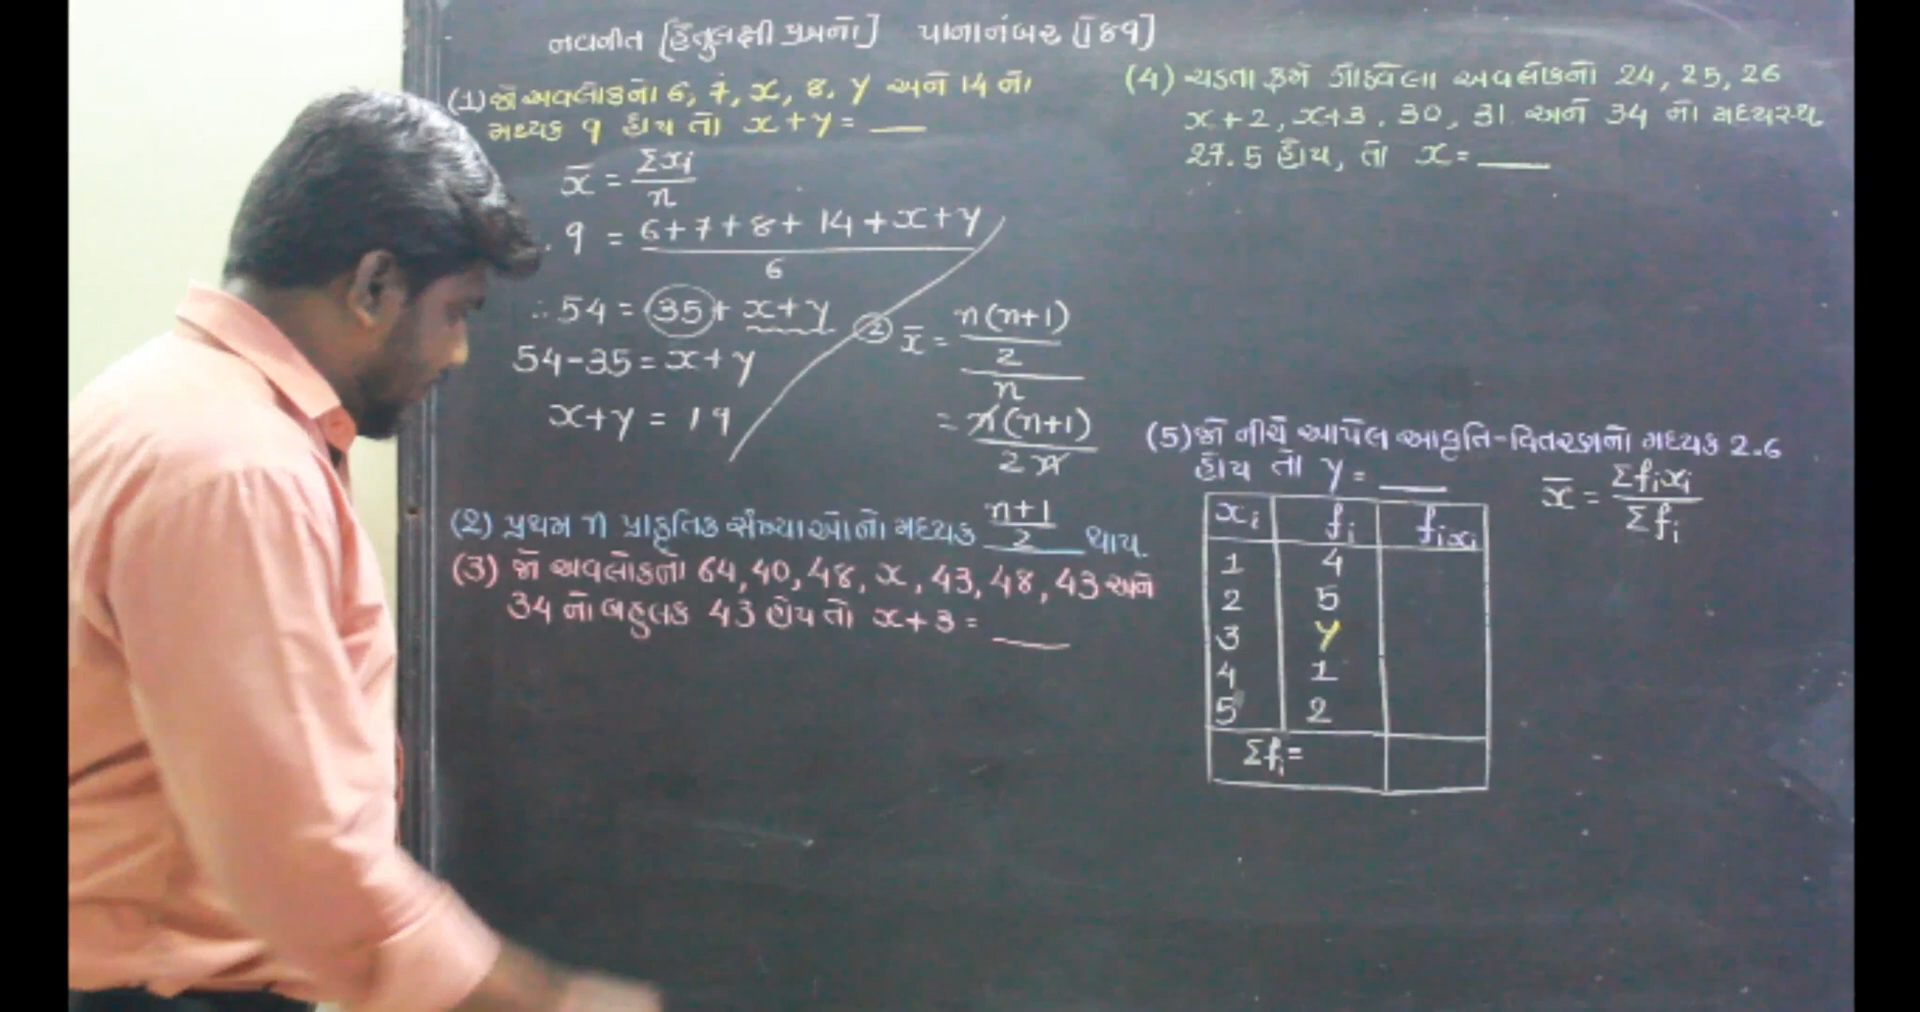 નવનીત [હેતુલક્ષી પ્રશ્નો] પાના નંબર [189]
(1) જો અવલોકનો 6, 7, x, 8, y અને 14 નો
મધ્યક 9 હોય તો x+y = __
x̄ = Σxi / n
∴ 9 = 6+7+8+14+x+y / 6
∴ 54 = 35 + x+y
54-35 = x+y
x+y = 19
② x̄ = n(n+1) / 2 / n
= n(n+1) / 2n
(2) પ્રથમ n પ્રાકૃતિક સંખ્યાઓનો મધ્યક n+1 / 2 થાય.
(3) જો અવલોકનો 64, 40, 48, x, 43, 48, 43 અને
34 નો બહુલક 43 હોય તો x+3 = __
(4) ચડતા ક્રમે ગોઠવેલા અવલોકનો 24, 25, 26
x+2, x+3, 30, 31 અને 34 નો મધ્યસ્થ
27.5 હોય, તો x = __
(5) જો નીચે આપેલ આવૃત્તિ-વિતરણનો મધ્યક 2.6
હોય તો y = __
x̄ = Σfixi / Σfi
xi fi fixi
1 4
2 5
3 y
4 1
5 2
Σfi =